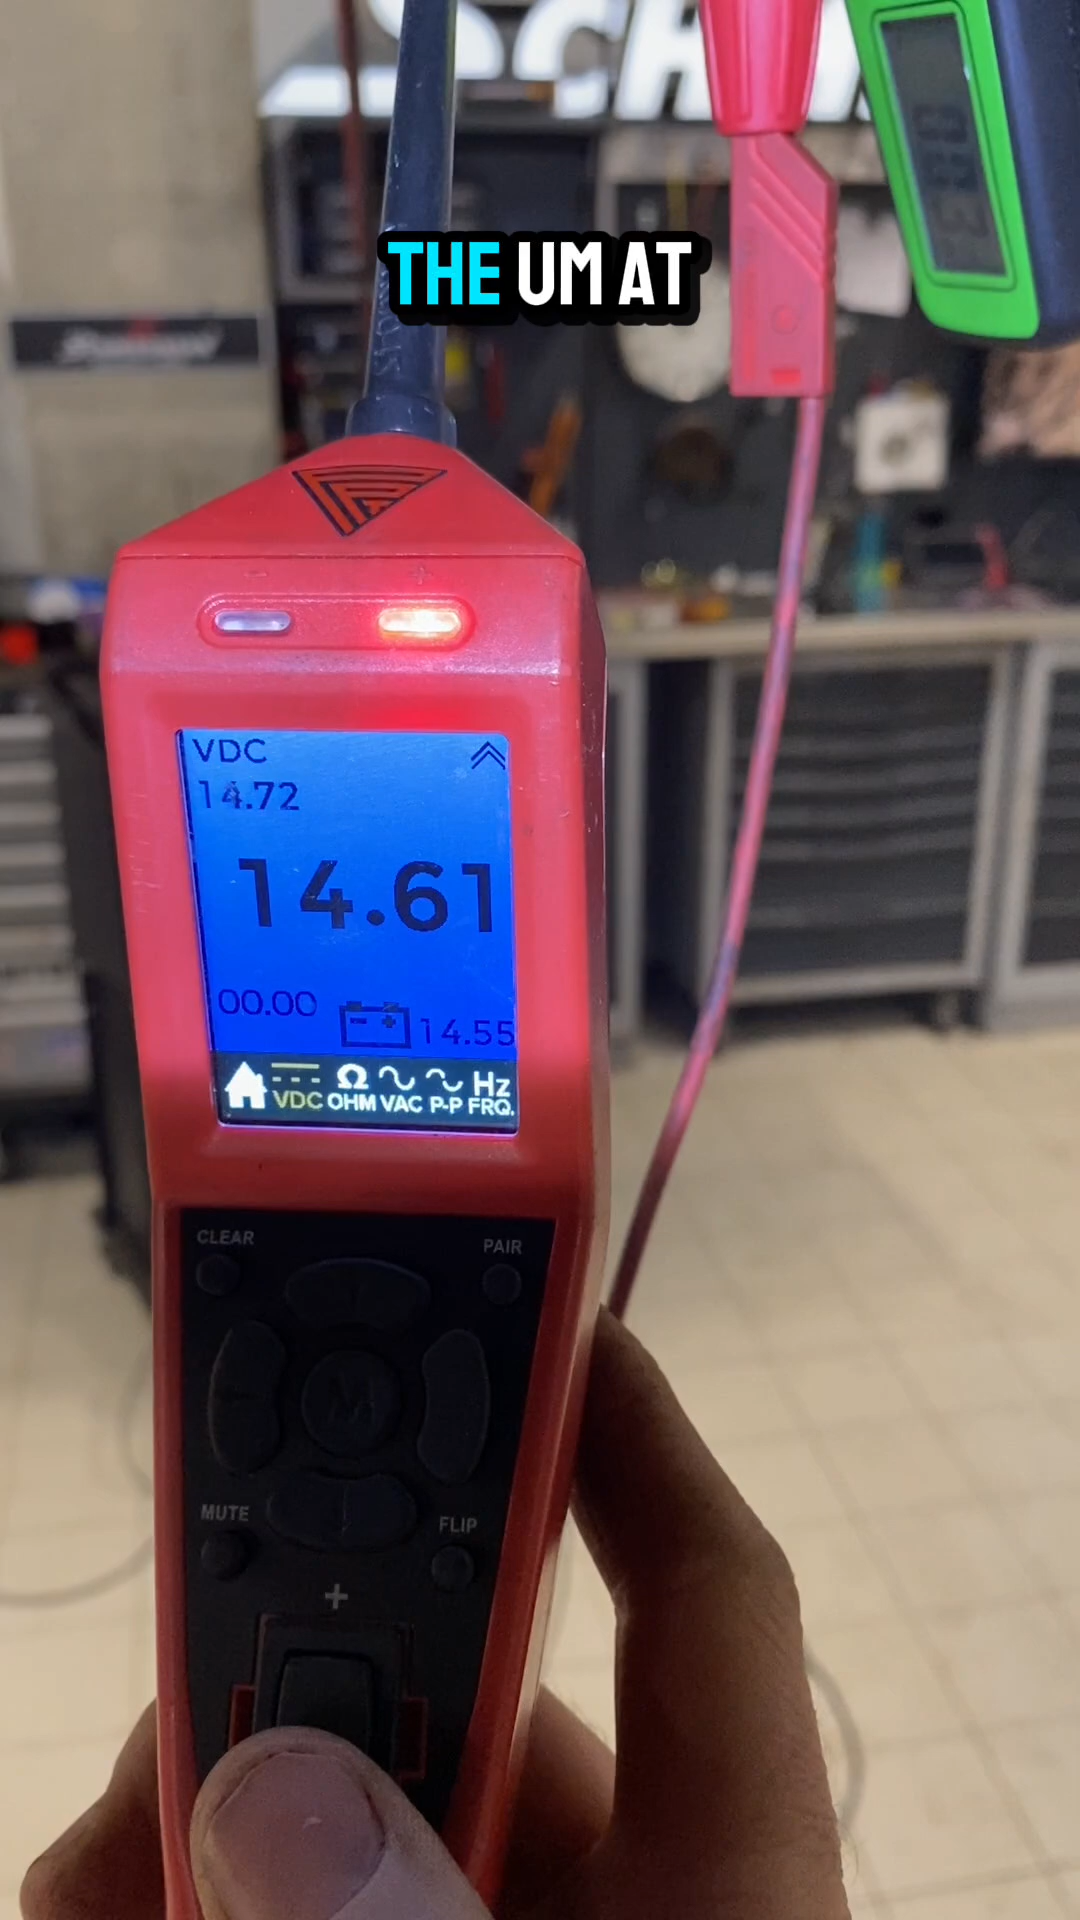 THE UM AT
VDC
14.72
14.61
00.00
14.55
Ω Hz
VDC OHM VAC P-P FRQ.
CLEAR
PAIR
M
MUTE
FLIP
+